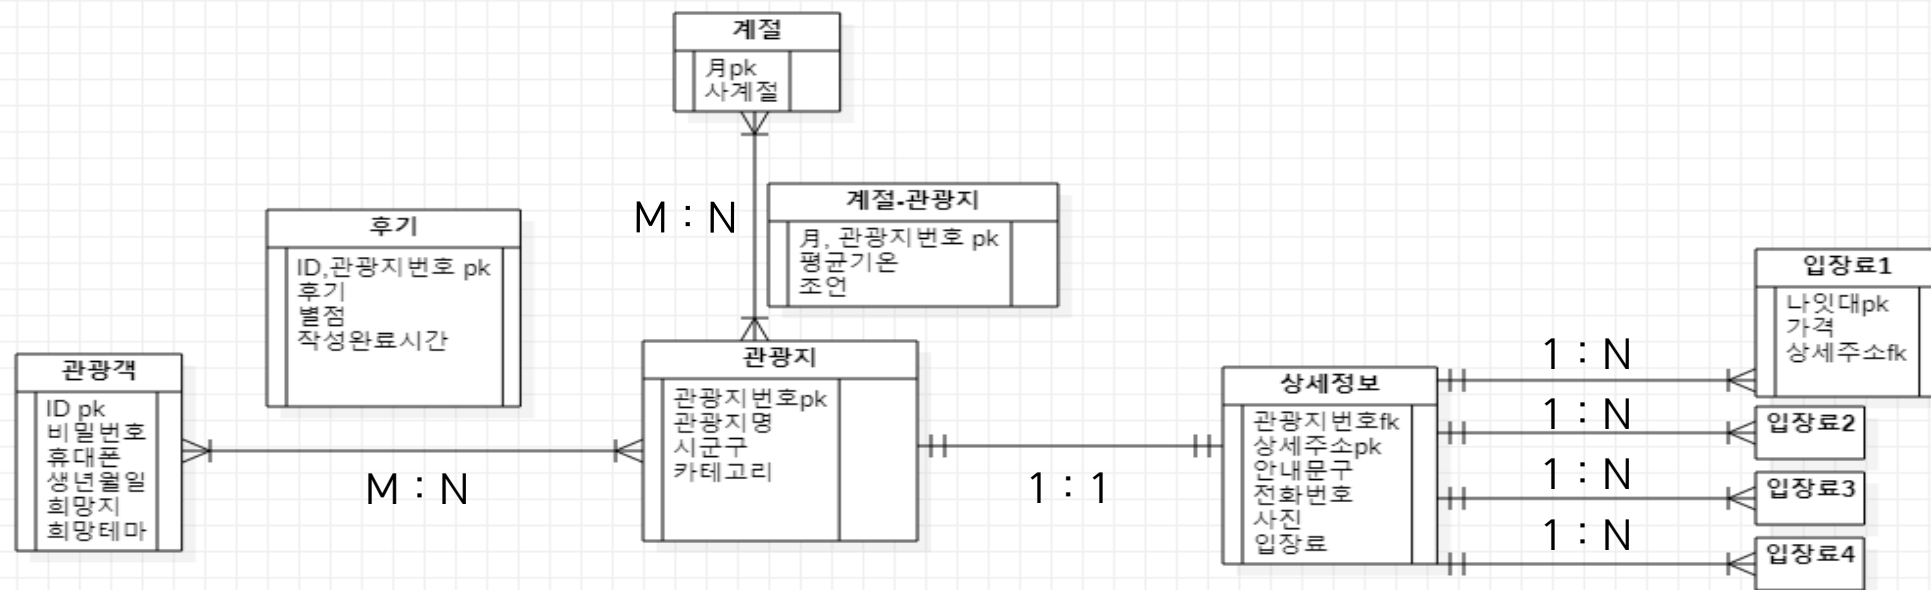 계절
月pk
사계절
M : N
계절-관광지
月, 관광지번호 pk
평균기온
조언
후기
ID,관광지번호 pk
후기
별점
작성완료시간
관광객
ID pk
비밀번호
휴대폰
생년월일
희망지
희망테마
M : N
관광지
관광지번호pk
관광지명
시군구
카테고리
1 : 1
상세정보
관광지번호fk
상세주소pk
안내문구
전화번호
사진
입장료
1 : N
1 : N
1 : N
1 : N
입장료1
나잇대pk
가격
상세주소fk
입장료2
입장료3
입장료4